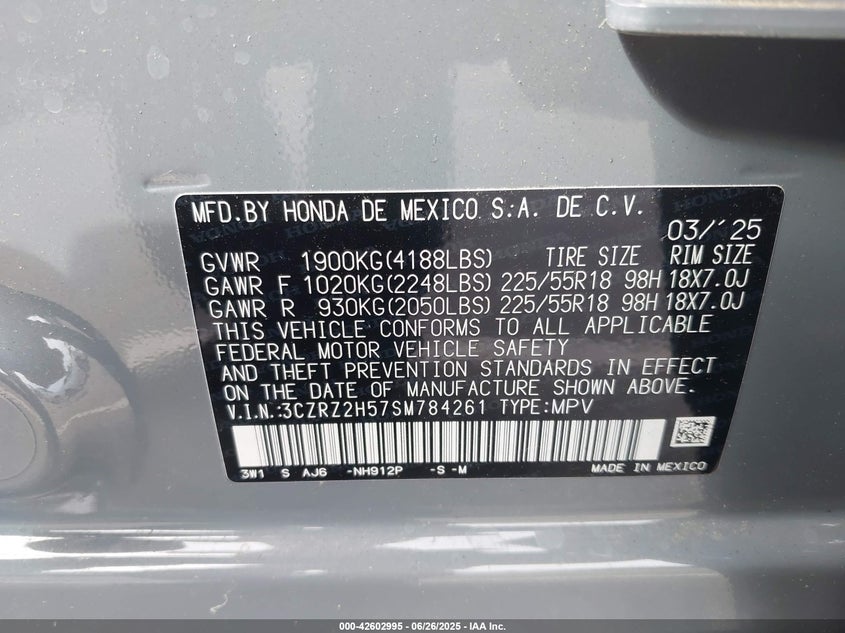 MFD.BY HONDA DE MEXICO S.A. DE C.V.
03/'25
GVWR 1900KG(4188LBS) TIRE SIZE RIM SIZE
GAWR F 1020KG(2248LBS) 225/55R18 98H 18X7.0J
GAWR R 930KG(2050LBS) 225/55R18 98H 18X7.0J
THIS VEHICLE CONFORMS TO ALL APPLICABLE
FEDERAL MOTOR VEHICLE SAFETY
AND THEFT PREVENTION STANDARDS IN EFFECT
ON THE DATE OF MANUFACTURE SHOWN ABOVE.
V.I.N.:3CZRZ2H57SM784261 TYPE:MPV
3W1 S AJ6 -NH912P -S -M MADE IN MEXICO
000-42602995 - 06/26/2025 - IAA Inc.